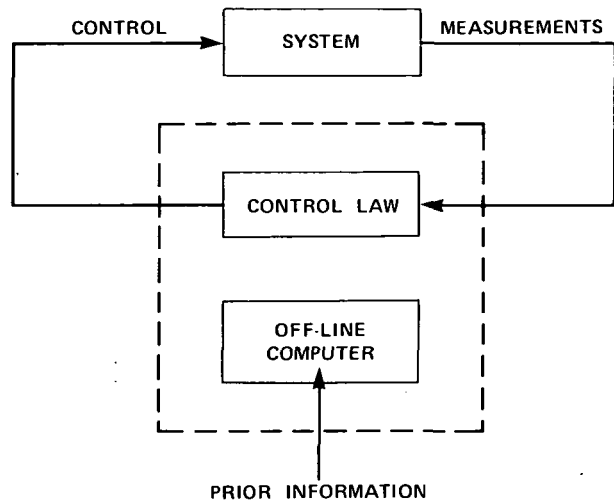 CONTROL
SYSTEM
MEASUREMENTS
CONTROL LAW
OFF-LINE
COMPUTER
PRIOR INFORMATION